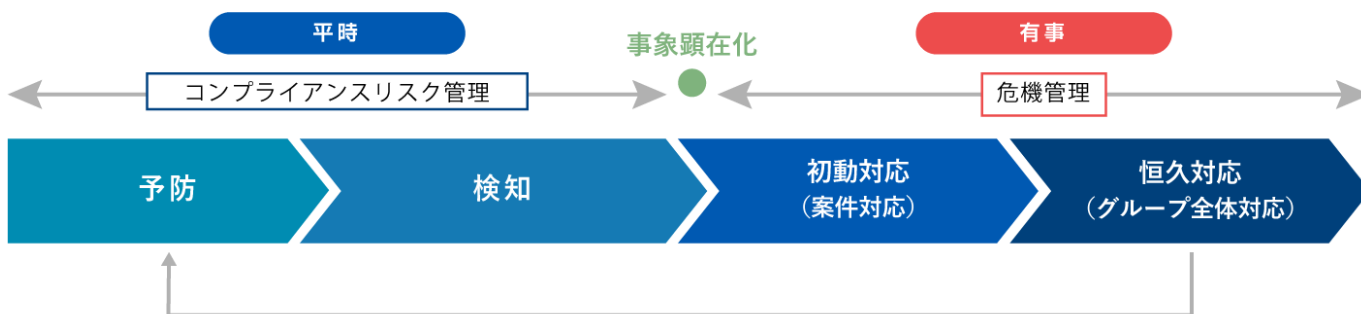 平時
事象顕在化
有事
コンプライアンスリスク管理
危機管理
予防
検知
初動対応
（案件対応）
恒久対応
（グループ全体対応）